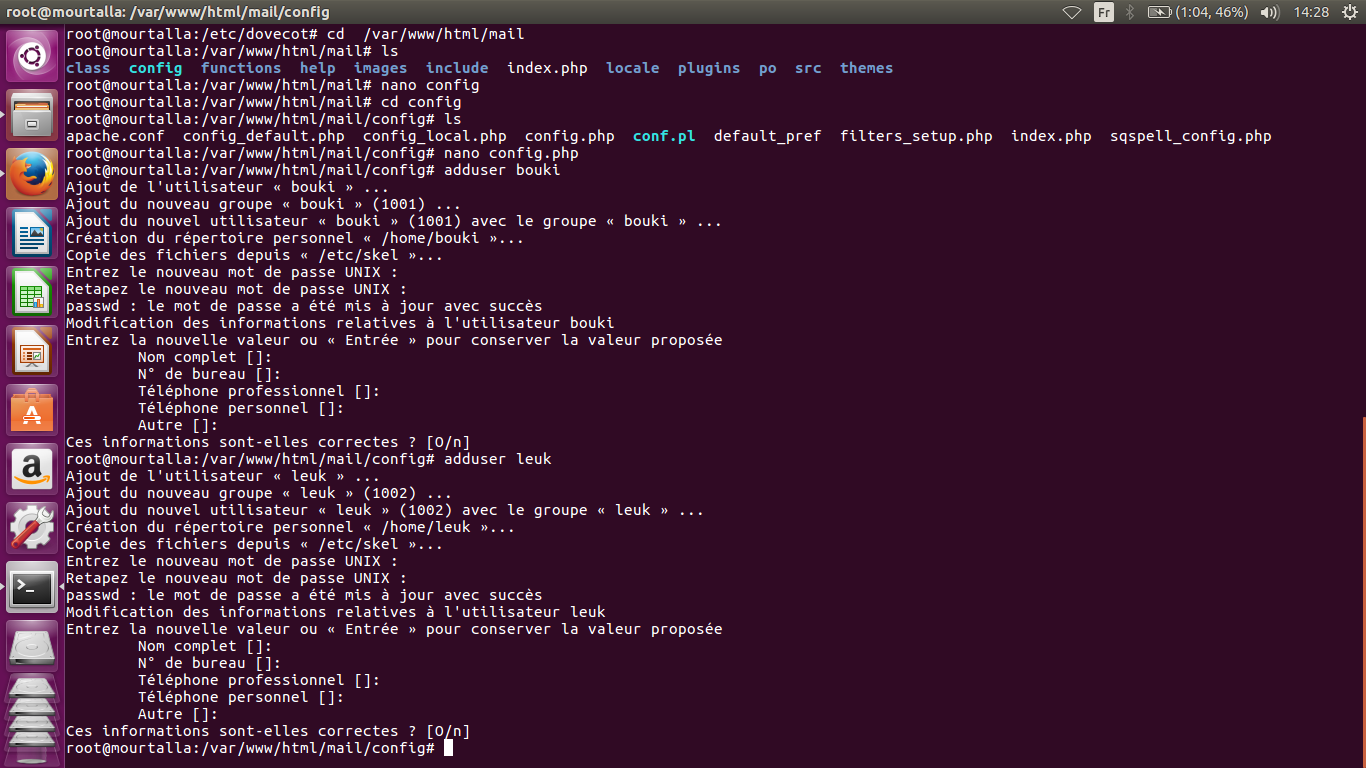 root@mourtalla: /var/www/html/mail/config
Fr
(1:04, 46%)
14:28
root@mourtalla:/etc/dovecot# cd  /var/www/html/mail
root@mourtalla:/var/www/html/mail# ls
class  config  functions  help  images  include  index.php  locale  plugins  po  src  themes
root@mourtalla:/var/www/html/mail# nano config
root@mourtalla:/var/www/html/mail# cd config
root@mourtalla:/var/www/html/mail/config# ls
apache.conf  config_default.php  config_local.php  config.php  conf.pl  default_pref  filters_setup.php  index.php  sqspell_config.php
root@mourtalla:/var/www/html/mail/config# nano config.php
root@mourtalla:/var/www/html/mail/config# adduser bouki
Ajout de l'utilisateur « bouki » ...
Ajout du nouveau groupe « bouki » (1001) ...
Ajout du nouvel utilisateur « bouki » (1001) avec le groupe « bouki » ...
Création du répertoire personnel « /home/bouki »...
Copie des fichiers depuis « /etc/skel »...
Entrez le nouveau mot de passe UNIX :
Retapez le nouveau mot de passe UNIX :
passwd : le mot de passe a été mis à jour avec succès
Modification des informations relatives à l'utilisateur bouki
Entrez la nouvelle valeur ou « Entrée » pour conserver la valeur proposée
Nom complet []:
N° de bureau []:
Téléphone professionnel []:
Téléphone personnel []:
Autre []:
Ces informations sont-elles correctes ? [O/n]
root@mourtalla:/var/www/html/mail/config# adduser leuk
Ajout de l'utilisateur « leuk » ...
Ajout du nouveau groupe « leuk » (1002) ...
Ajout du nouvel utilisateur « leuk » (1002) avec le groupe « leuk » ...
Création du répertoire personnel « /home/leuk »...
Copie des fichiers depuis « /etc/skel »...
Entrez le nouveau mot de passe UNIX :
Retapez le nouveau mot de passe UNIX :
passwd : le mot de passe a été mis à jour avec succès
Modification des informations relatives à l'utilisateur leuk
Entrez la nouvelle valeur ou « Entrée » pour conserver la valeur proposée
Nom complet []:
N° de bureau []:
Téléphone professionnel []:
Téléphone personnel []:
Autre []:
Ces informations sont-elles correctes ? [O/n]
root@mourtalla:/var/www/html/mail/config#